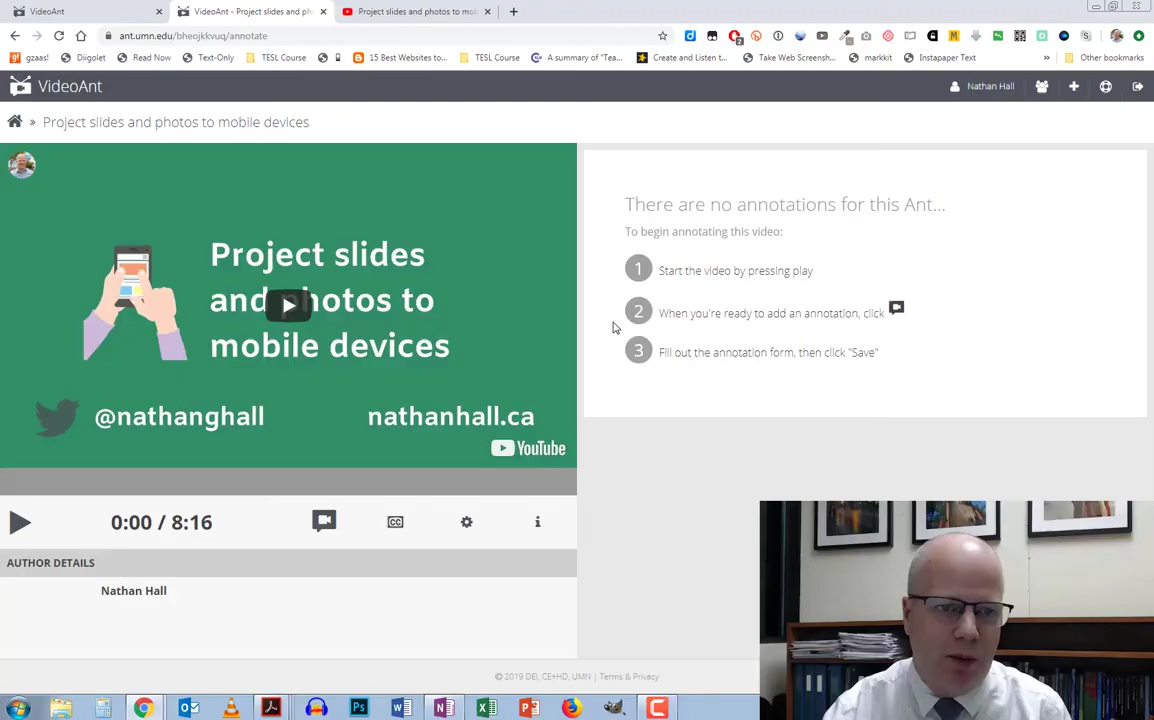 VideoAnt
VideoAnt - Project slides and ph
Project slides and photos to mob
ant.umn.edu/bheojkkvuq/annotate
gzaas!
Diigolet
Read Now
Text-Only
TESL Course
15 Best Websites to...
TESL Course
A summary of "Tea...
Create and Listen t...
Take Web Screensh...
markkit
Instapaper Text
»
Other bookmarks
VideoAnt
Nathan Hall
» Project slides and photos to mobile devices
Project slides
and photos to
mobile devices
@nathanghall
nathanhall.ca
YouTube
There are no annotations for this Ant...
To begin annotating this video:
1 Start the video by pressing play
2 When you're ready to add an annotation, click
3 Fill out the annotation form, then click "Save"
0:00 / 8:16
CC
AUTHOR DETAILS
Nathan Hall
© 2019 DEI, CE+HD, UMN | Terms & Privacy